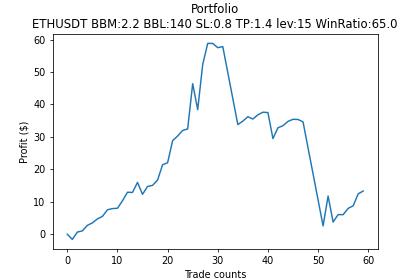 Portfolio
ETHUSDT BBM:2.2 BBL:140 SL:0.8 TP:1.4 lev:15 WinRatio:65.0
Profit ($)
60
50
40
30
20
10
0
0 10 20 30 40 50 60
Trade counts